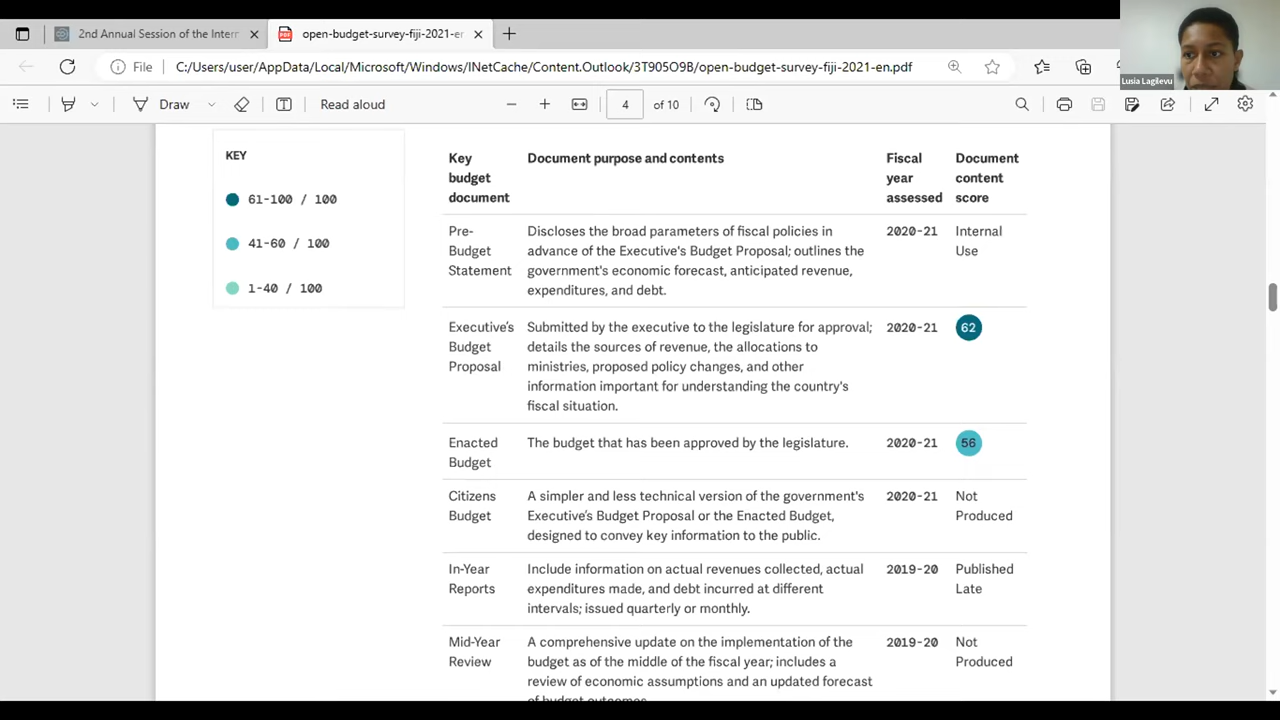 2nd Annual Session of the Intern
open-budget-survey-fiji-2021-en
File
C:/Users/user/AppData/Local/Microsoft/Windows/INetCache/Content.Outlook/3T905O9B/open-budget-survey-fiji-2021-en.pdf
Lusia Lagilevu
Draw
Read aloud
4
of 10
KEY
61-100 / 100
41-60 / 100
1-40 / 100
Key
budget
document
Document purpose and contents
Fiscal
year
assessed
Document
content
score
Pre-
Budget
Statement
Discloses the broad parameters of fiscal policies in
advance of the Executive's Budget Proposal; outlines the
government's economic forecast, anticipated revenue,
expenditures, and debt.
2020-21
Internal
Use
Executive's
Budget
Proposal
Submitted by the executive to the legislature for approval;
details the sources of revenue, the allocations to
ministries, proposed policy changes, and other
information important for understanding the country's
fiscal situation.
2020-21
62
Enacted
Budget
The budget that has been approved by the legislature.
2020-21
56
Citizens
Budget
A simpler and less technical version of the government's
Executive's Budget Proposal or the Enacted Budget,
designed to convey key information to the public.
2020-21
Not
Produced
In-Year
Reports
Include information on actual revenues collected, actual
expenditures made, and debt incurred at different
intervals; issued quarterly or monthly.
2019-20
Published
Late
Mid-Year
Review
A comprehensive update on the implementation of the
budget as of the middle of the fiscal year; includes a
review of economic assumptions and an updated forecast
of budget outcomes.
2019-20
Not
Produced